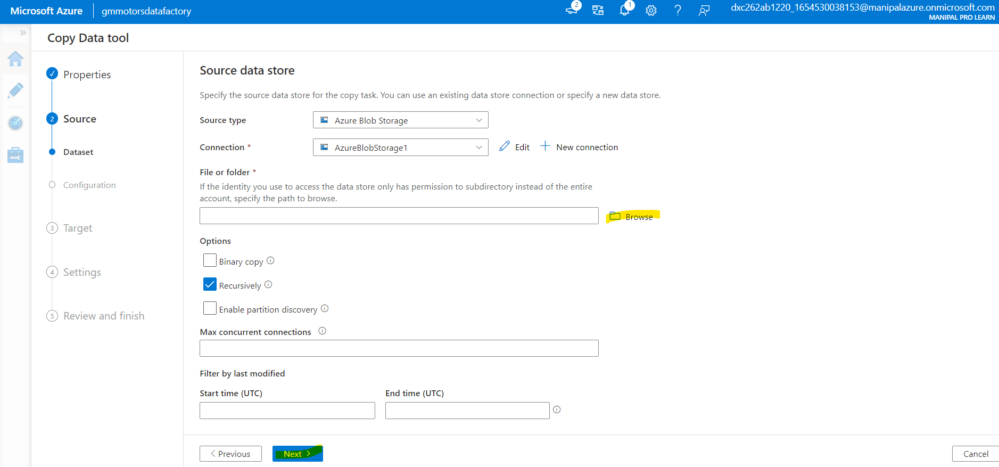 Microsoft Azure
gmmotorsdatafactory
2
1
dxc262ab1220_1654530038153@manipalazure.onmicrosoft.com
MANIPAL PRO LEARN
Copy Data tool
Properties
2 Source
Dataset
Configuration
3 Target
4 Settings
5 Review and finish
Source data store
Specify the source data store for the copy task. You can use an existing data store connection or specify a new data store.
Source type
Azure Blob Storage
Connection *
AzureBlobStorage1
Edit
New connection
File or folder *
If the identity you use to access the data store only has permission to subdirectory instead of the entire
account, specify the path to browse.
Browse
Options
Binary copy
Recursively
Enable partition discovery
Max concurrent connections
Filter by last modified
Start time (UTC)
End time (UTC)
Previous
Next
Cancel